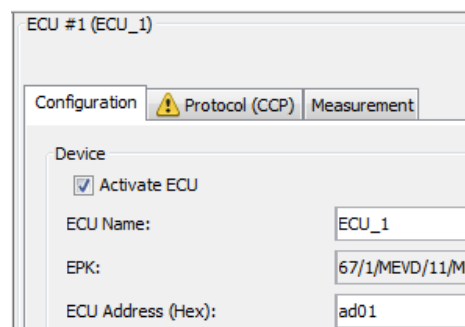 ECU #1 (ECU_1)
Configuration Protocol (CCP) Measurement
Device
Activate ECU
ECU Name: ECU_1
EPK: 67/1/MEVD/11/M
ECU Address (Hex): ad01